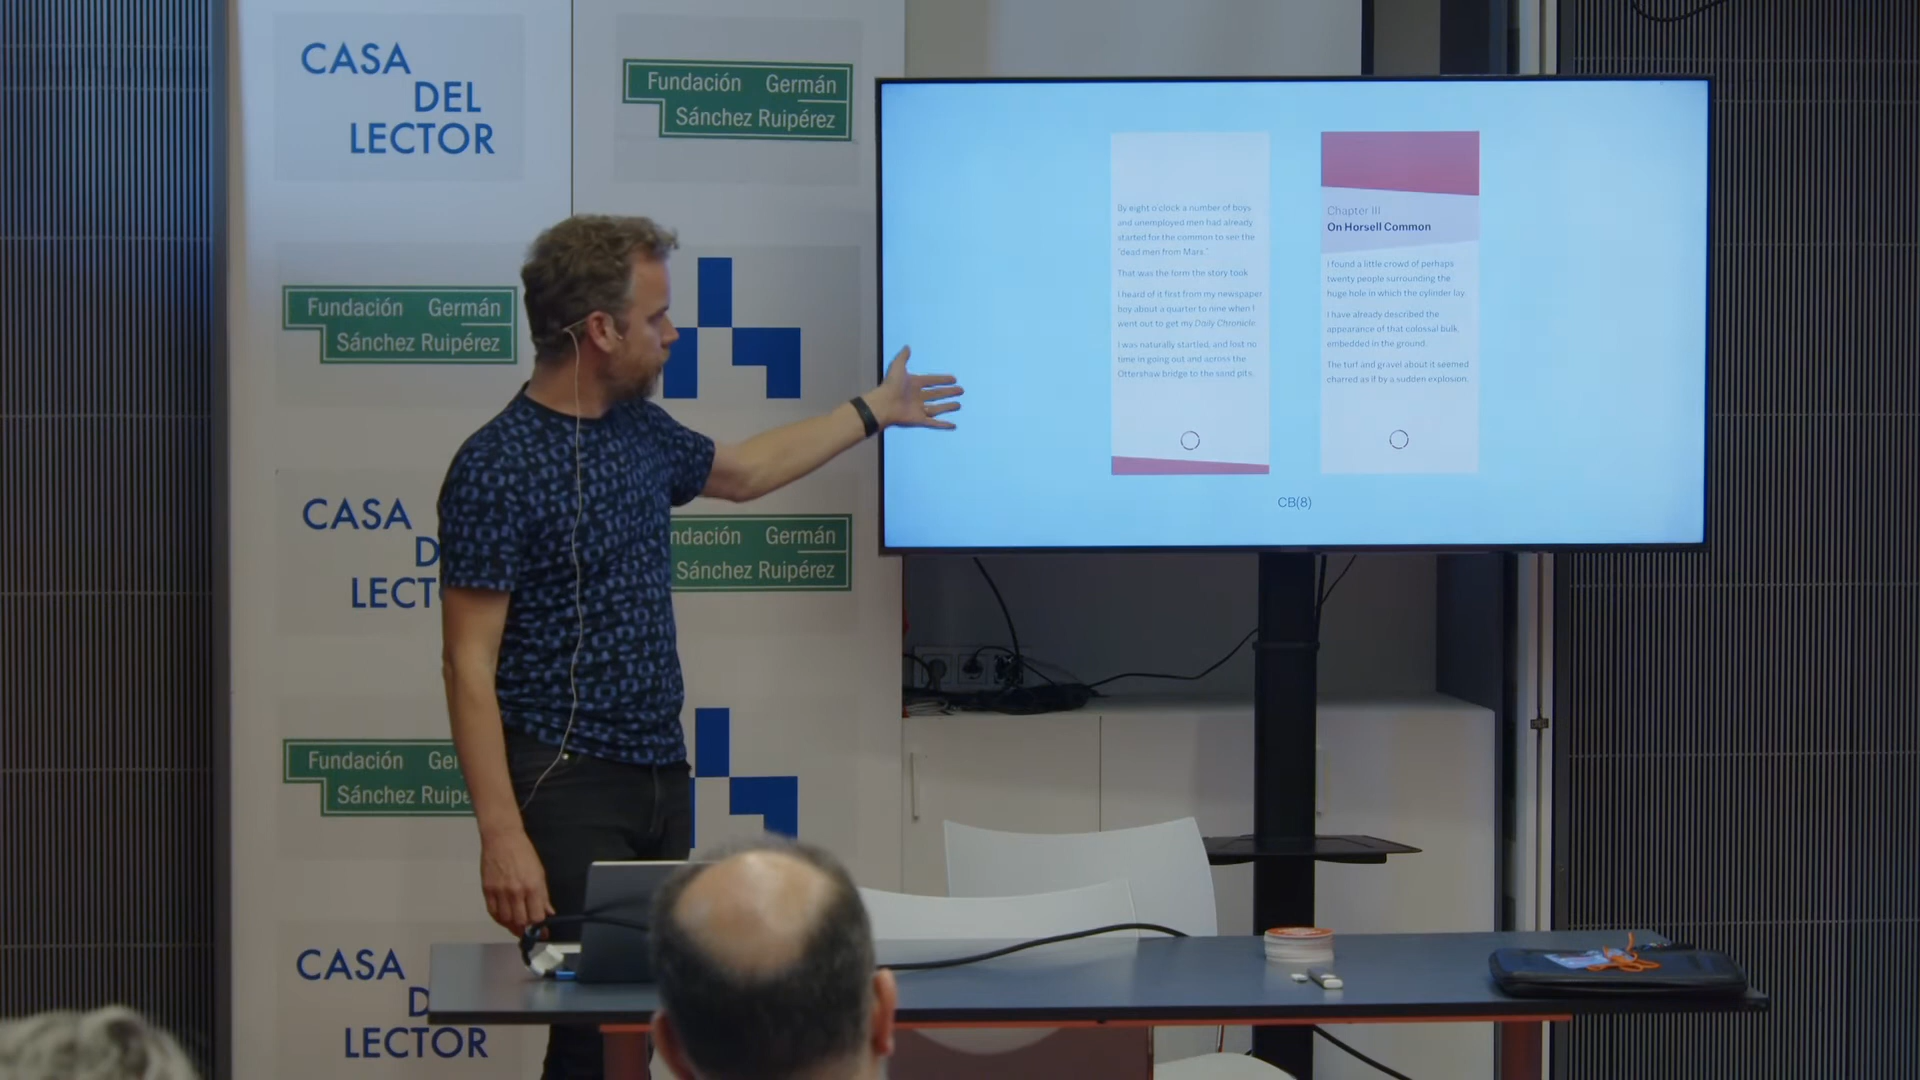 CASA
DEL
LECTOR
Fundación Germán
Sánchez Ruipérez
Fundación Germán
Sánchez Ruipérez
CASA
D
LECT
ndación Germán
Sánchez Ruipérez
Fundación Ger
Sánchez Ruipé
CASA
D
LECTOR
By eight o'clock a number of boys
and unemployed men had already
started for the common to see the
"dead men from Mars."
That was the form the story took.
I heard of it first from my newspaper
boy about a quarter to nine when I
went out to get my Daily Chronicle.
I was naturally startled, and lost no
time in going out and across the
Ottershaw bridge to the sand pits.
Chapter III
On Horsell Common
I found a little crowd of perhaps
twenty people surrounding the
huge hole in which the cylinder lay.
I have already described the
appearance of that colossal bulk,
embedded in the ground.
The turf and gravel about it seemed
charred as if by a sudden explosion.
CB(8)